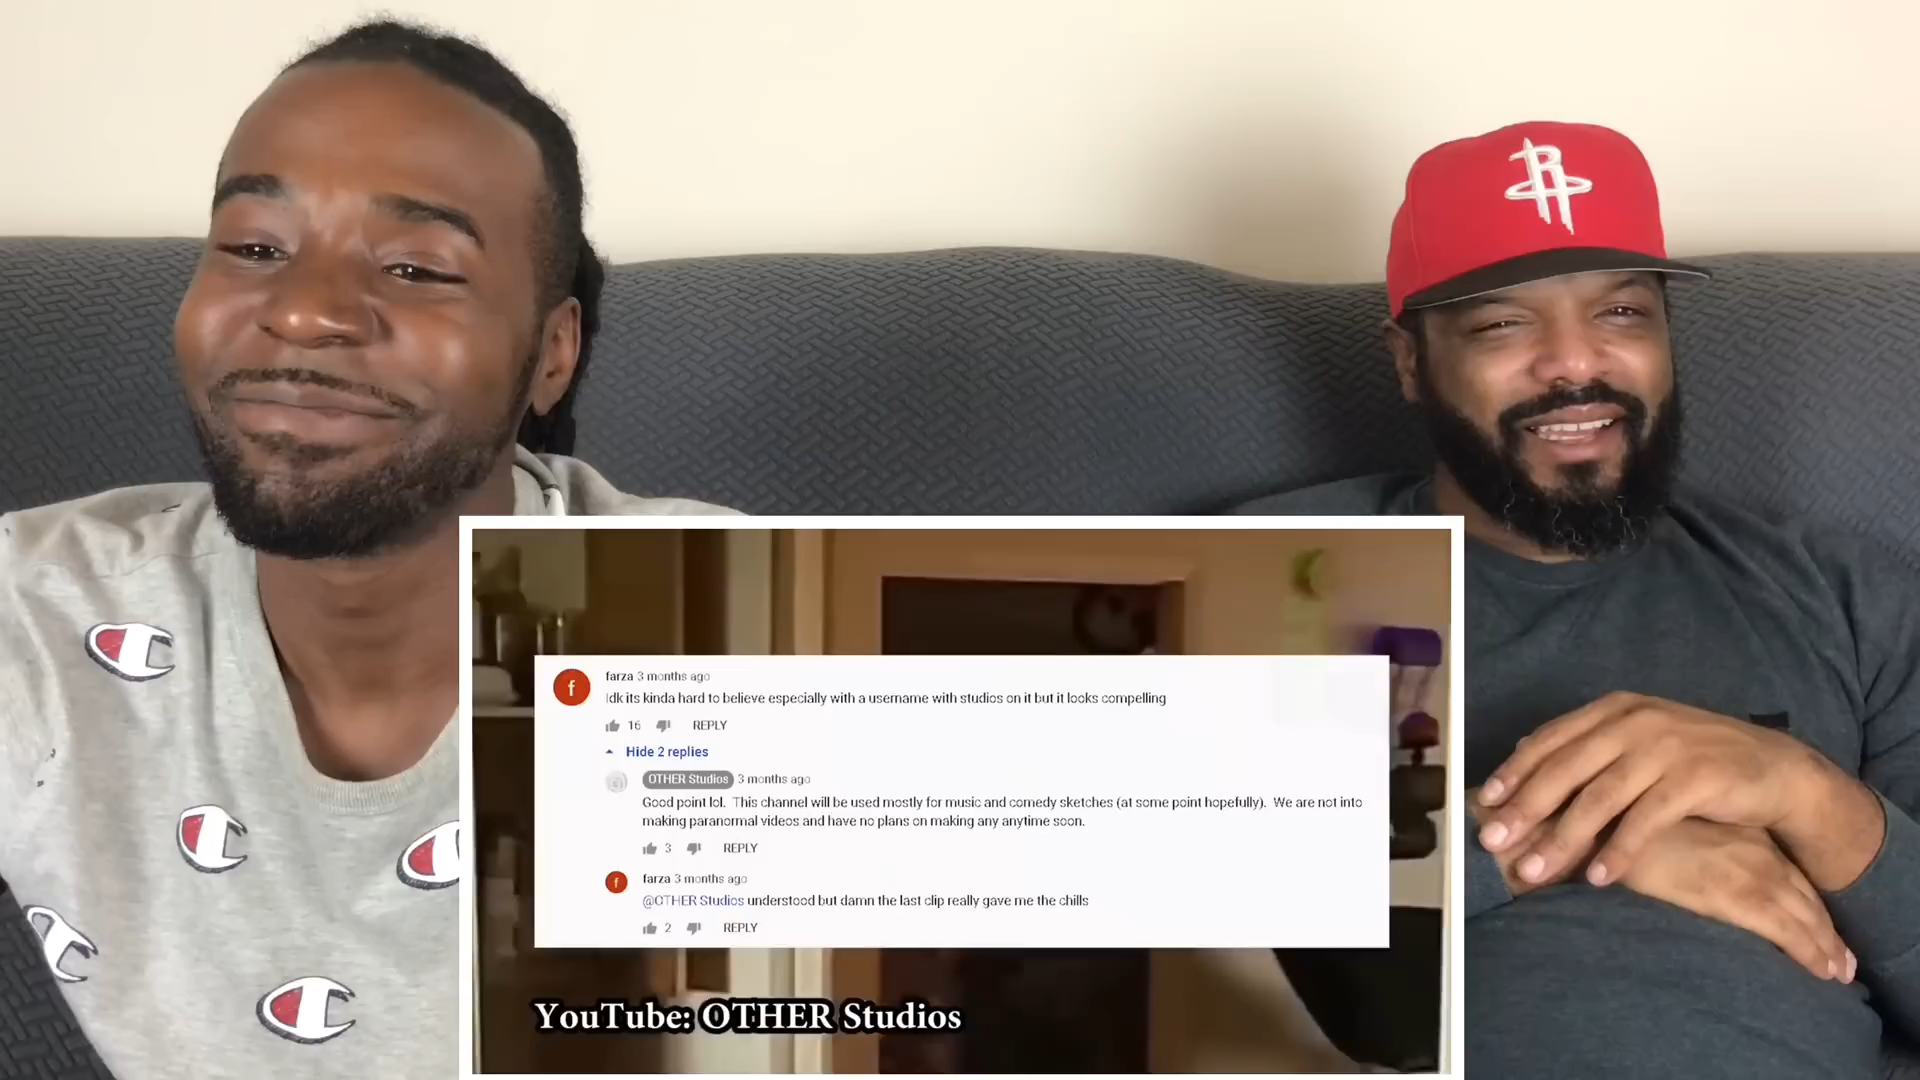 farza 3 months ago
Idk its kinda hard to believe especially with a username with studios on it but it looks compelling
16 REPLY
Hide 2 replies
OTHER Studios 3 months ago
Good point lol. This channel will be used mostly for music and comedy sketches (at some point hopefully). We are not into
making paranormal videos and have no plans on making any anytime soon.
3 REPLY
farza 3 months ago
@OTHER Studios understood but damn the last clip really gave me the chills
2 REPLY
YouTube: OTHER Studios